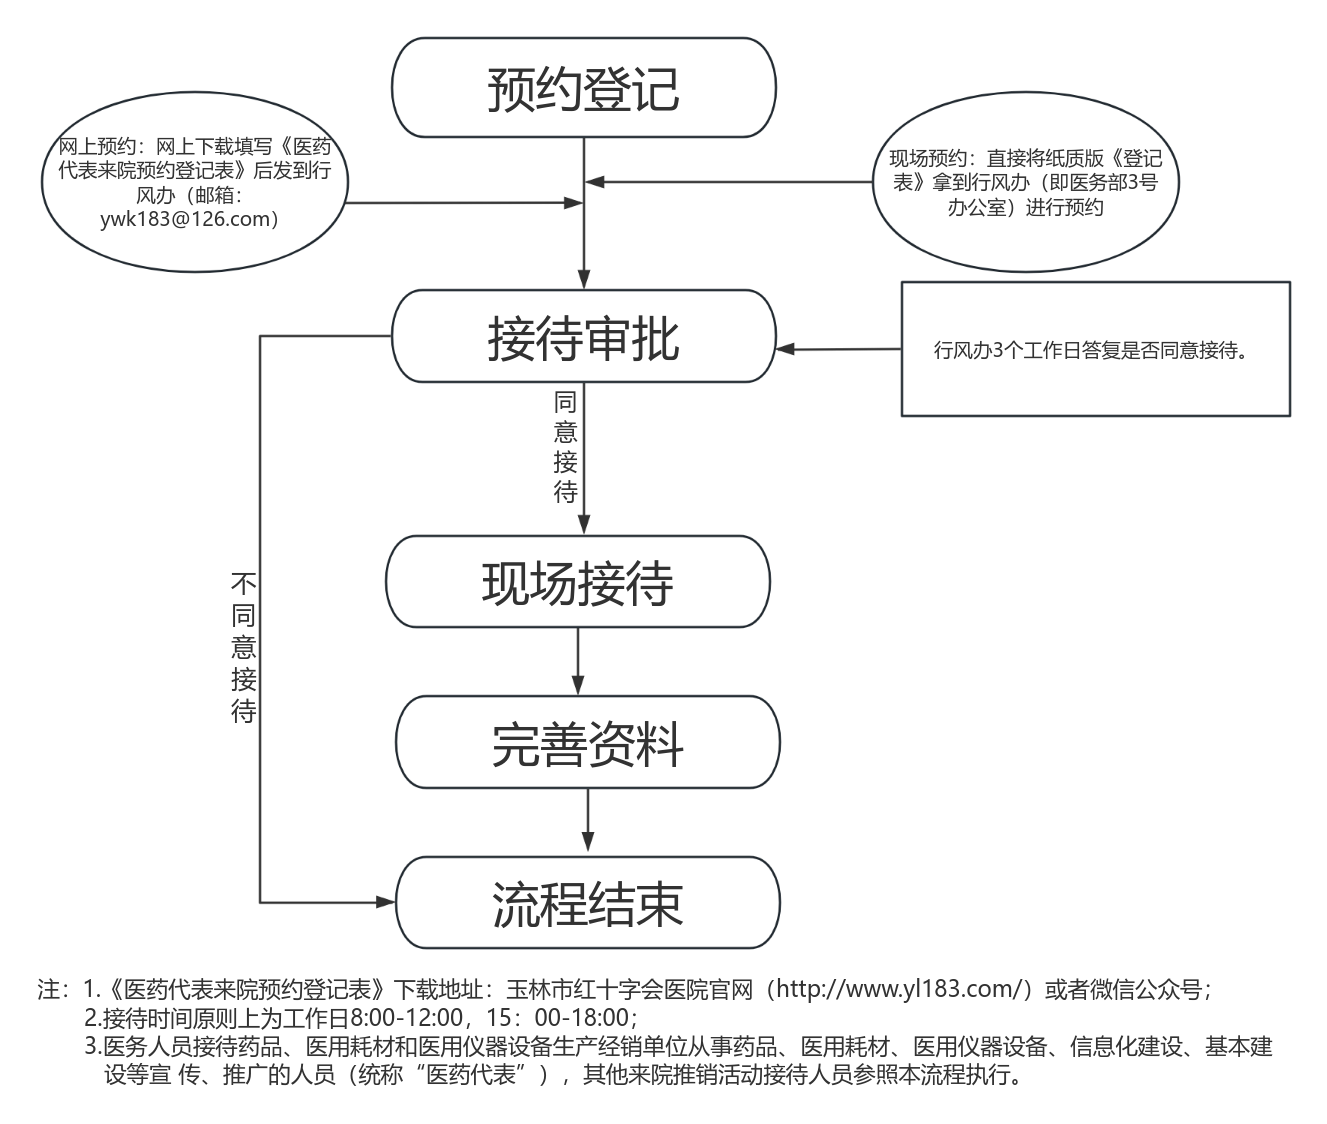 预约登记
网上预约：网上下载填写《医药
代表来院预约登记表》后发到行
风办（邮箱：
ywk183@126.com）
现场预约：直接将纸质版《登记
表》拿到行风办（即医务部3号
办公室）进行预约
接待审批
行风办3个工作日答复是否同意接待。
同
意
接
待
不
同
意
接
待
现场接待
完善资料
流程结束
注：1.《医药代表来院预约登记表》下载地址：玉林市红十字会医院官网（http://www.yl183.com/）或者微信公众号；
2.接待时间原则上为工作日8:00-12:00，15：00-18:00；
3.医务人员接待药品、医用耗材和医用仪器设备生产经销单位从事药品、医用耗材、医用仪器设备、信息化建设、基本建
设等宣 传、推广的人员（统称“医药代表”），其他来院推销活动接待人员参照本流程执行。